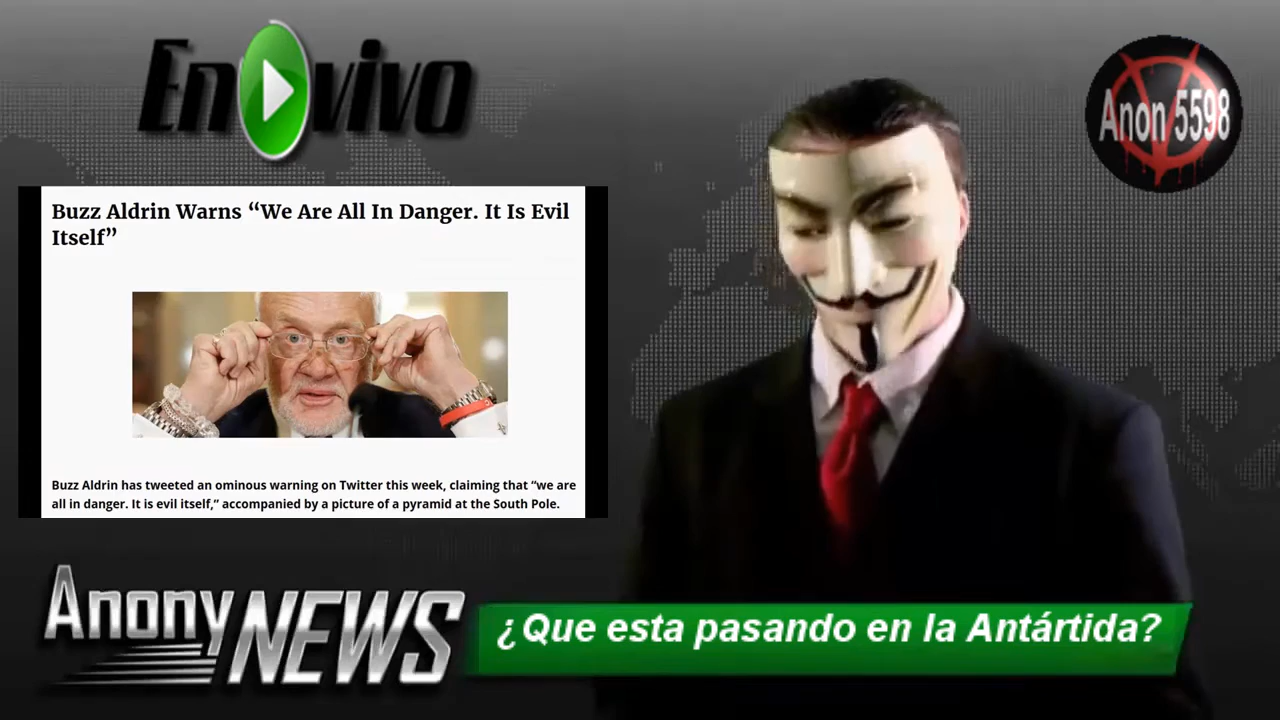 En vivo
Anon 5598
Buzz Aldrin Warns “We Are All In Danger. It Is Evil
Itself”
Buzz Aldrin has tweeted an ominous warning on Twitter this week, claiming that “we are
all in danger. It is evil itself,” accompanied by a picture of a pyramid at the South Pole.
AnonyNEWS
¿Que esta pasando en la Antártida?